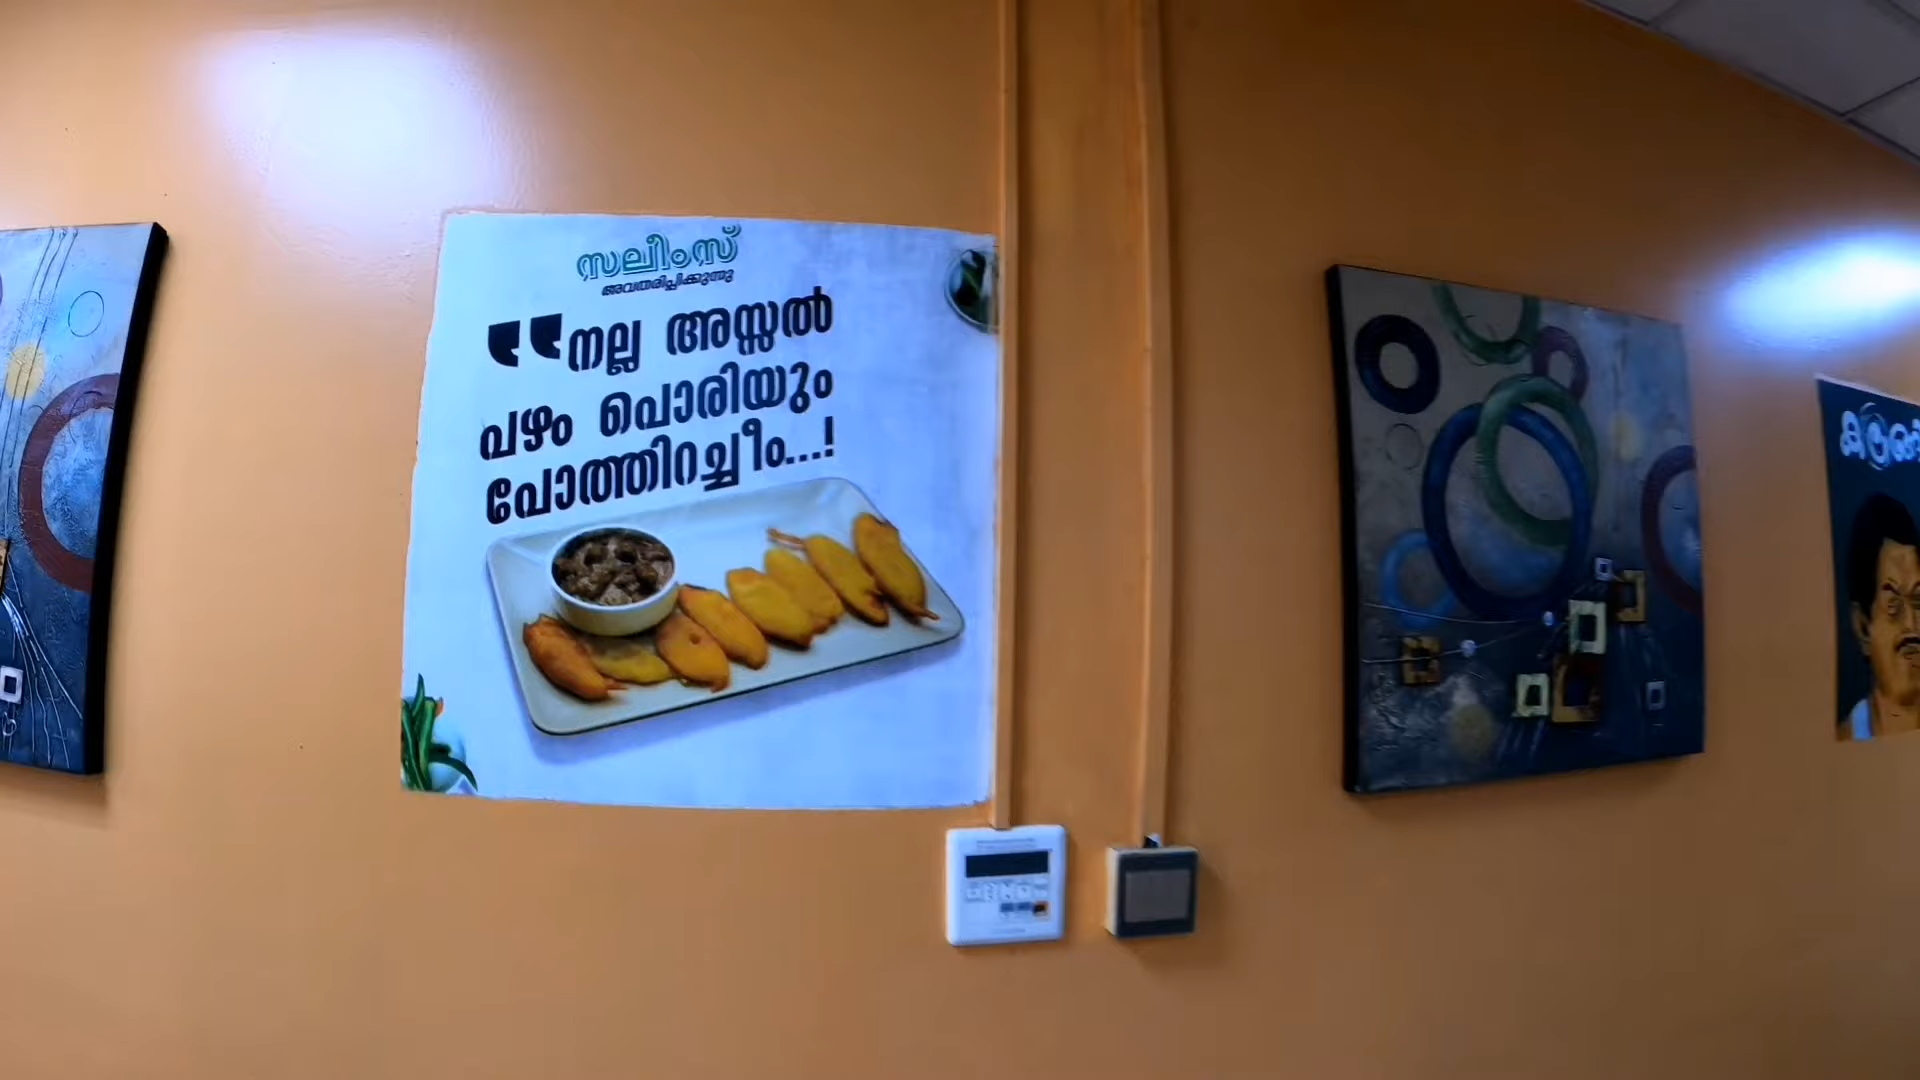 സലീംസ്
അവതരിപ്പിക്കുന്നു
“നല്ല അസ്സൽ
പഴം പൊരിയും
പോത്തിറച്ചീം...!